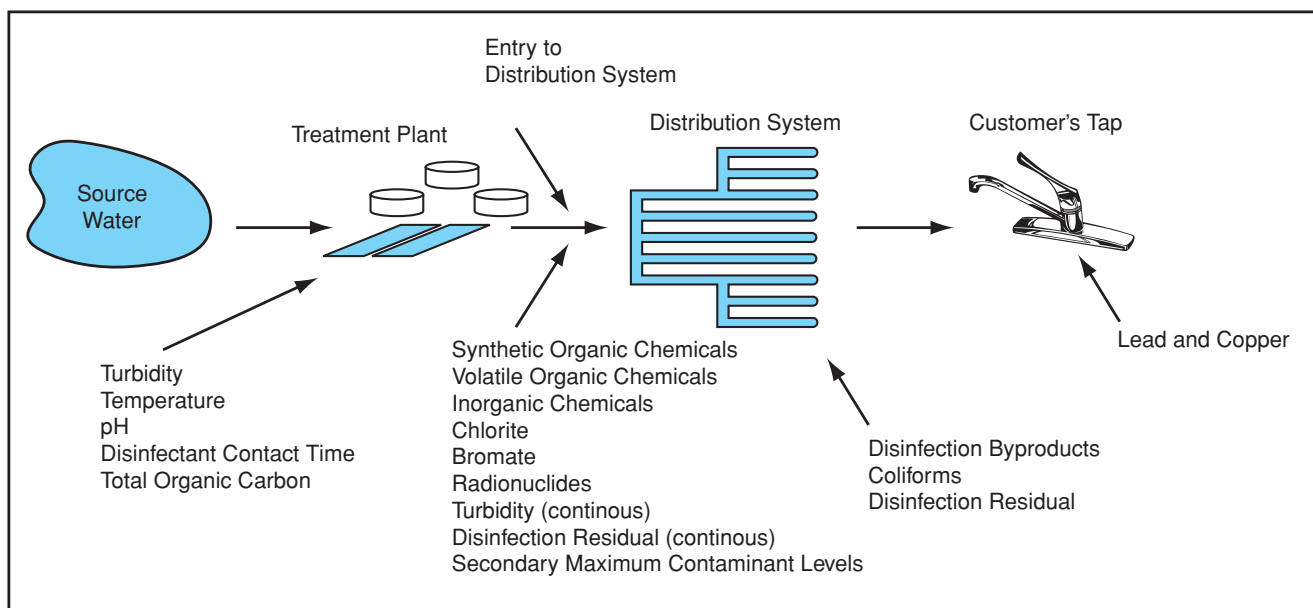 Entry to
Distribution System
Treatment Plant
Distribution System
Customer's Tap
Source
Water
Turbidity
Temperature
pH
Disinfectant Contact Time
Total Organic Carbon
Synthetic Organic Chemicals
Volatile Organic Chemicals
Inorganic Chemicals
Chlorite
Bromate
Radionuclides
Turbidity (continous)
Disinfection Residual (continous)
Secondary Maximum Contaminant Levels
Disinfection Byproducts
Coliforms
Disinfection Residual
Lead and Copper